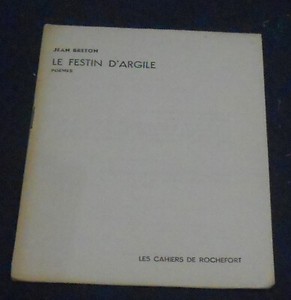 JEAN BRETON
LE FESTIN D'ARGILE
POÈMES
LES CAHIERS DE ROCHEFORT